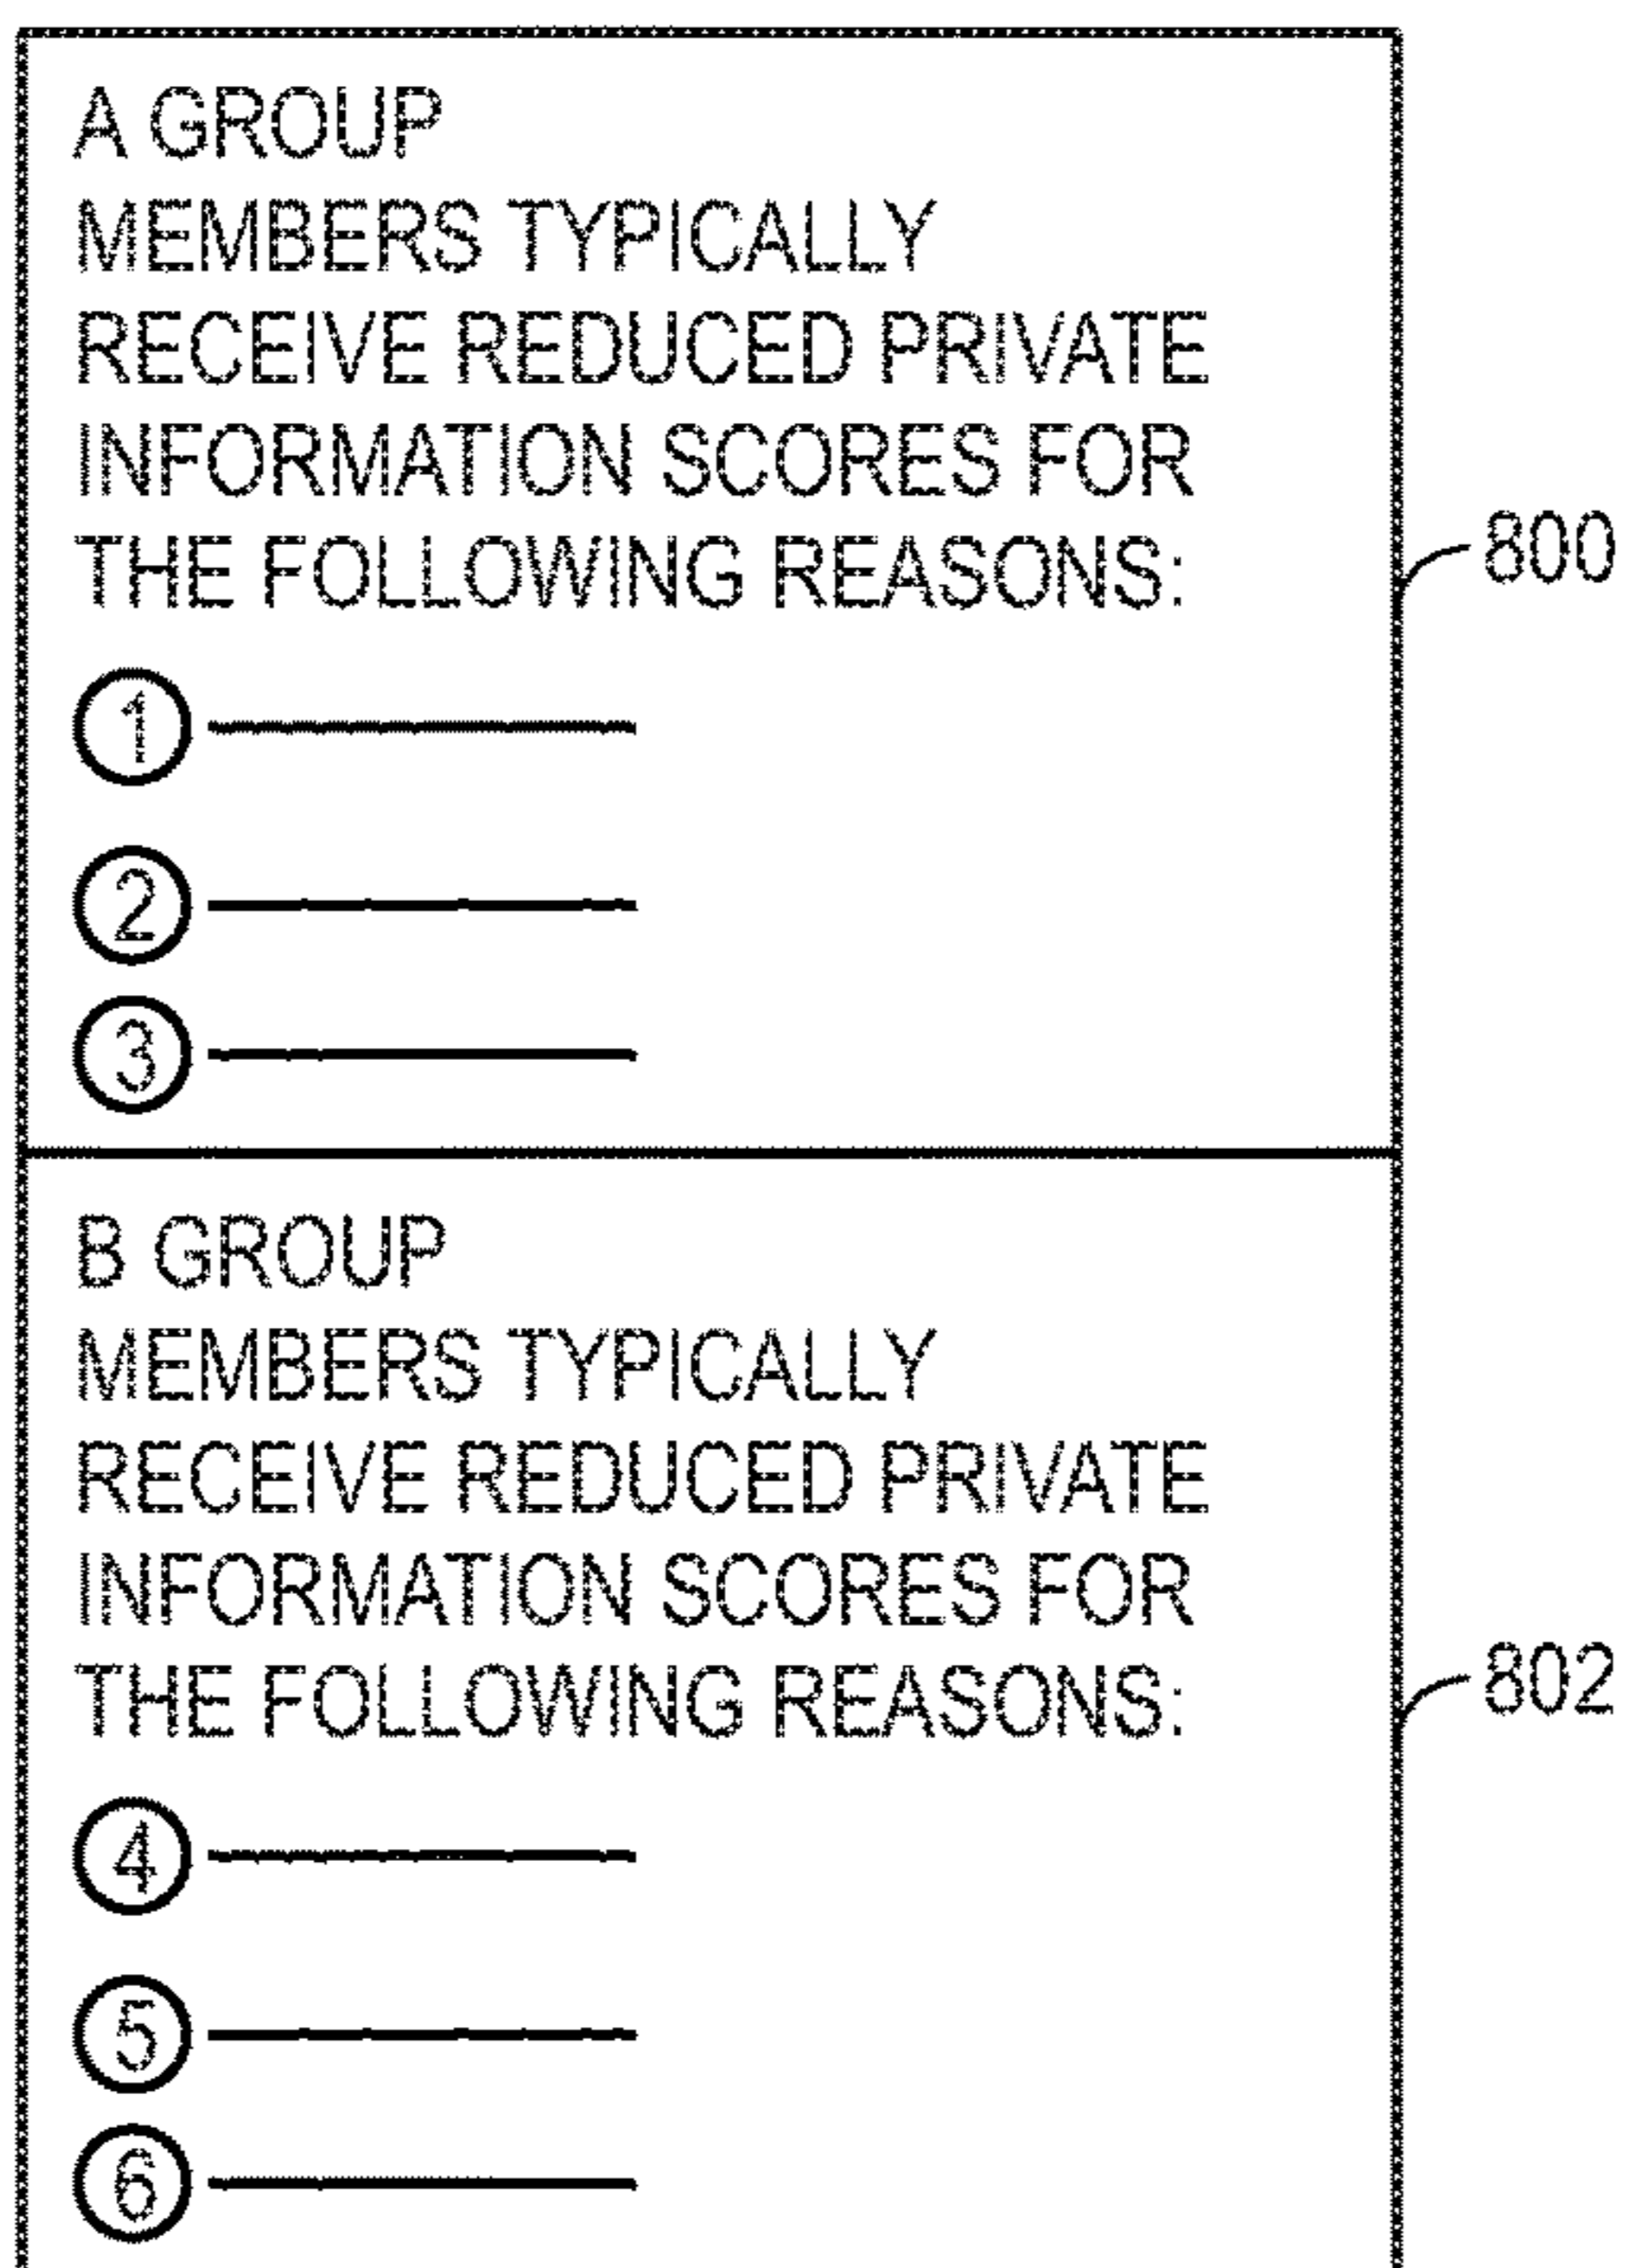 A GROUP
MEMBERS TYPICALLY
RECEIVE REDUCED PRIVATE
INFORMATION SCORES FOR
THE FOLLOWING REASONS:
800
1
2
3
B GROUP
MEMBERS TYPICALLY
RECEIVE REDUCED PRIVATE
INFORMATION SCORES FOR
THE FOLLOWING REASONS:
802
4
5
6